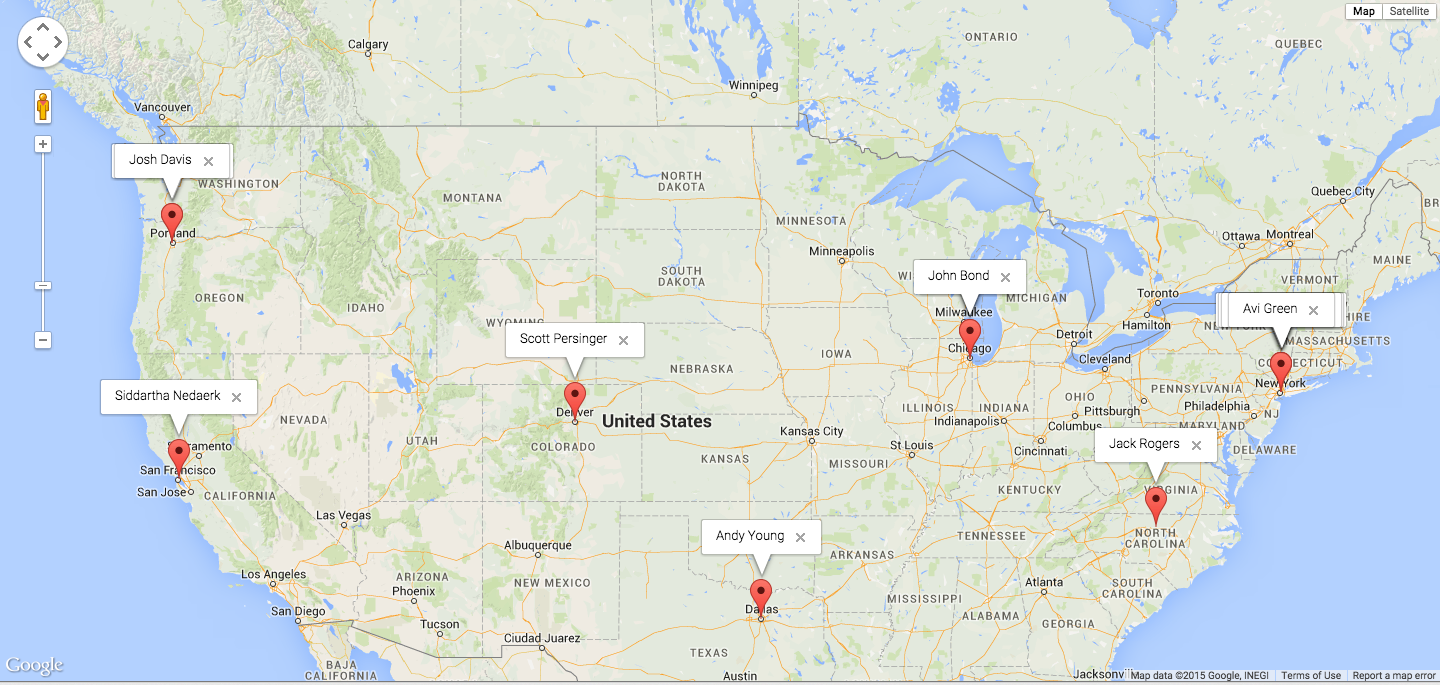 Map
Satellite
Calgary
ONTARIO
QUEBEC
Winnipeg
Vancouver
Josh Davis
WASHINGTON
MONTANA
NORTH
DAKOTA
MINNESOTA
Quebec City
Ottawa
Montreal
MAINE
Portland
Minneapolis
OREGON
IDAHO
SOUTH
DAKOTA
John Bond
MICHIGAN
Toronto
VERMONT
WYOMING
Milwaukee
Hamilton
Avi Green
Scott Persinger
Detroit
MASSACHUSETTS
Chicago
IOWA
Cleveland
CONNECTICUT
NEBRASKA
New York
PENNSYLVANIA
Siddartha Nedaerk
OHIO
Pittsburgh
Philadelphia
NJ
ILLINOIS
INDIANA
Denver
United States
NEVADA
Indianapolis
Columbus
MARYLAND
Kansas City
UTAH
COLORADO
St Louis
Jack Rogers
Sacramento
Cincinnati
DELAWARE
KANSAS
MISSOURI
San Francisco
San Jose
CALIFORNIA
KENTUCKY
VIRGINIA
Las Vegas
Andy Young
TENNESSEE
NORTH
CAROLINA
Albuquerque
ARKANSAS
Los Angeles
ARIZONA
Phoenix
NEW MEXICO
Atlanta
SOUTH
CAROLINA
MISSISSIPPI
San Diego
Dallas
ALABAMA
GEORGIA
Tucson
Ciudad Juarez
TEXAS
BAJA
CALIFORNIA
Austin
Google
Map data ©2015 Google, INEGI
Terms of Use
Report a map error